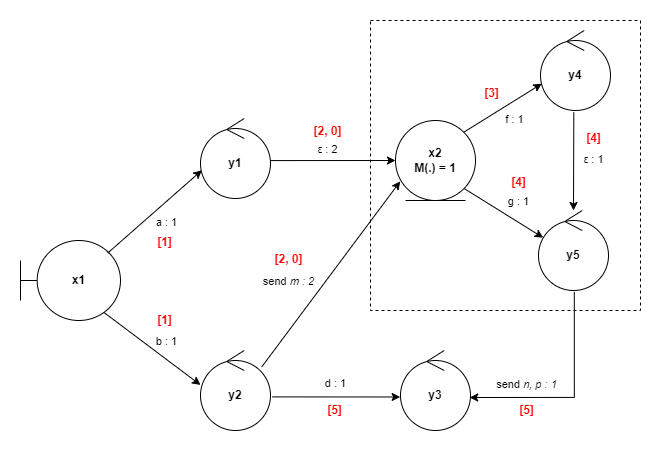 y4
[3]
f : 1
[2, 0]
ε : 2
[4]
ε : 1
x2
M(.) = 1
y1
[4]
g : 1
a : 1
[1]
y5
[2, 0]
send m : 2
x1
[1]
b : 1
y2
d : 1
[5]
y3
send n, p : 1
[5]